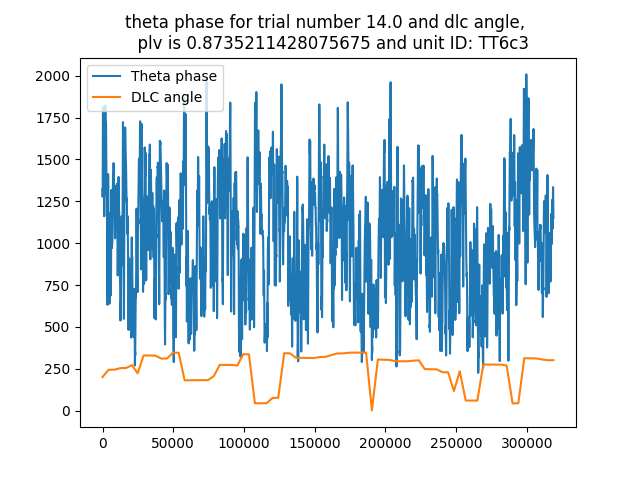 theta phase for trial number 14.0 and dlc angle,
plv is 0.8735211428075675 and unit ID: TT6c3
Theta phase
DLC angle
2000
1750
1500
1250
1000
750
500
250
0
0 50000 100000 150000 200000 250000 300000